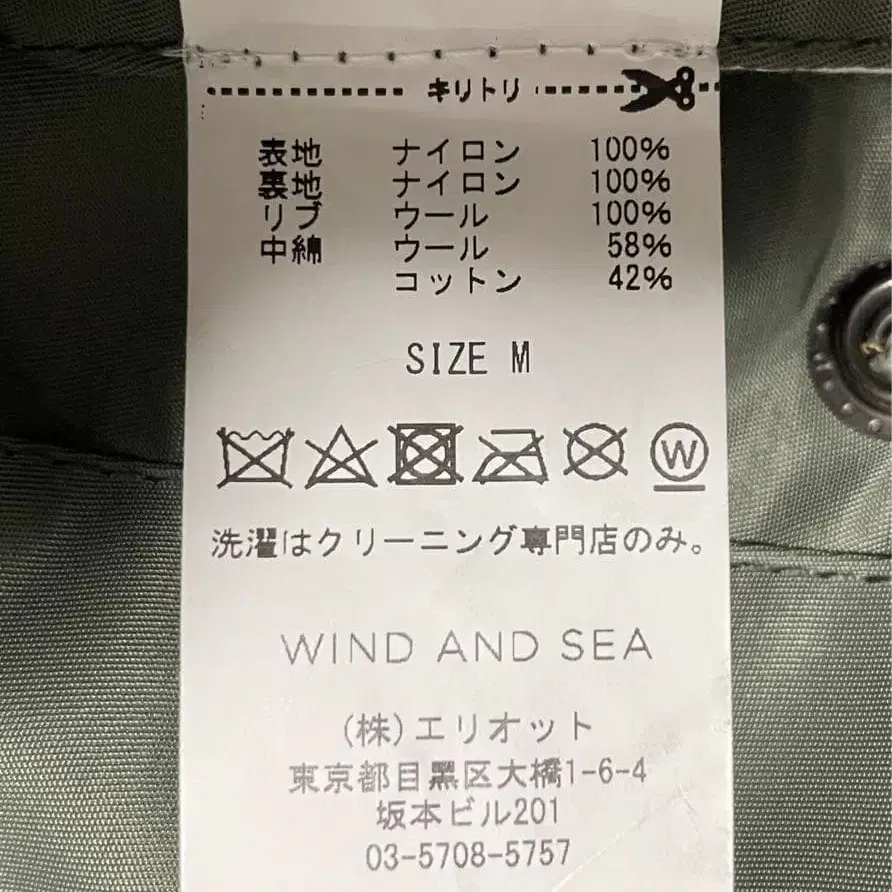 キリトリ
表地 ナイロン 100%
裏地 ナイロン 100%
リブ ウール 100%
中綿 ウール 58%
コットン 42%
SIZE M
W
洗濯はクリーニング専門店のみ。
WIND AND SEA
(株)エリオット
東京都目黒区大橋1-6-4
坂本ビル201
03-5708-5757